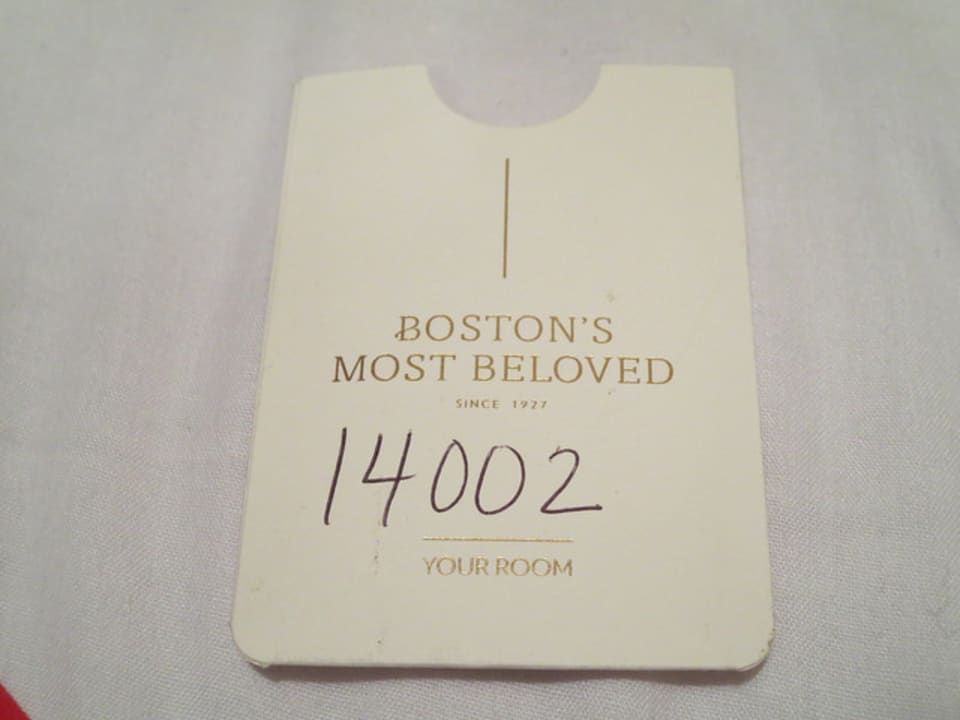 BOSTON'S
MOST BELOVED
SINCE 1927
14002
YOUR ROOM